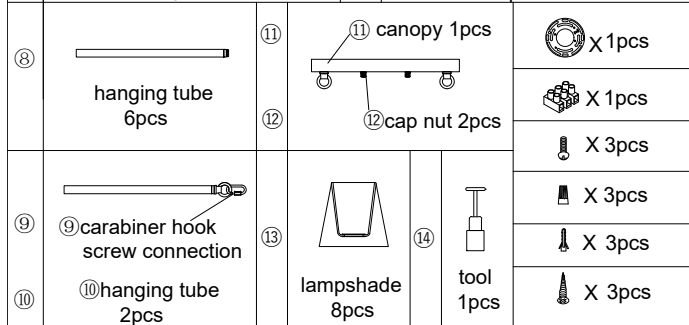 ⑧
hanging tube
6pcs
⑪
⑪ canopy 1pcs
⑫
⑫cap nut 2pcs
X 1pcs
X 1pcs
X 3pcs
X 3pcs
X 3pcs
X 3pcs
⑨
⑨carabiner hook
screw connection
⑩
⑩hanging tube
2pcs
⑬
lampshade
8pcs
⑭
tool
1pcs